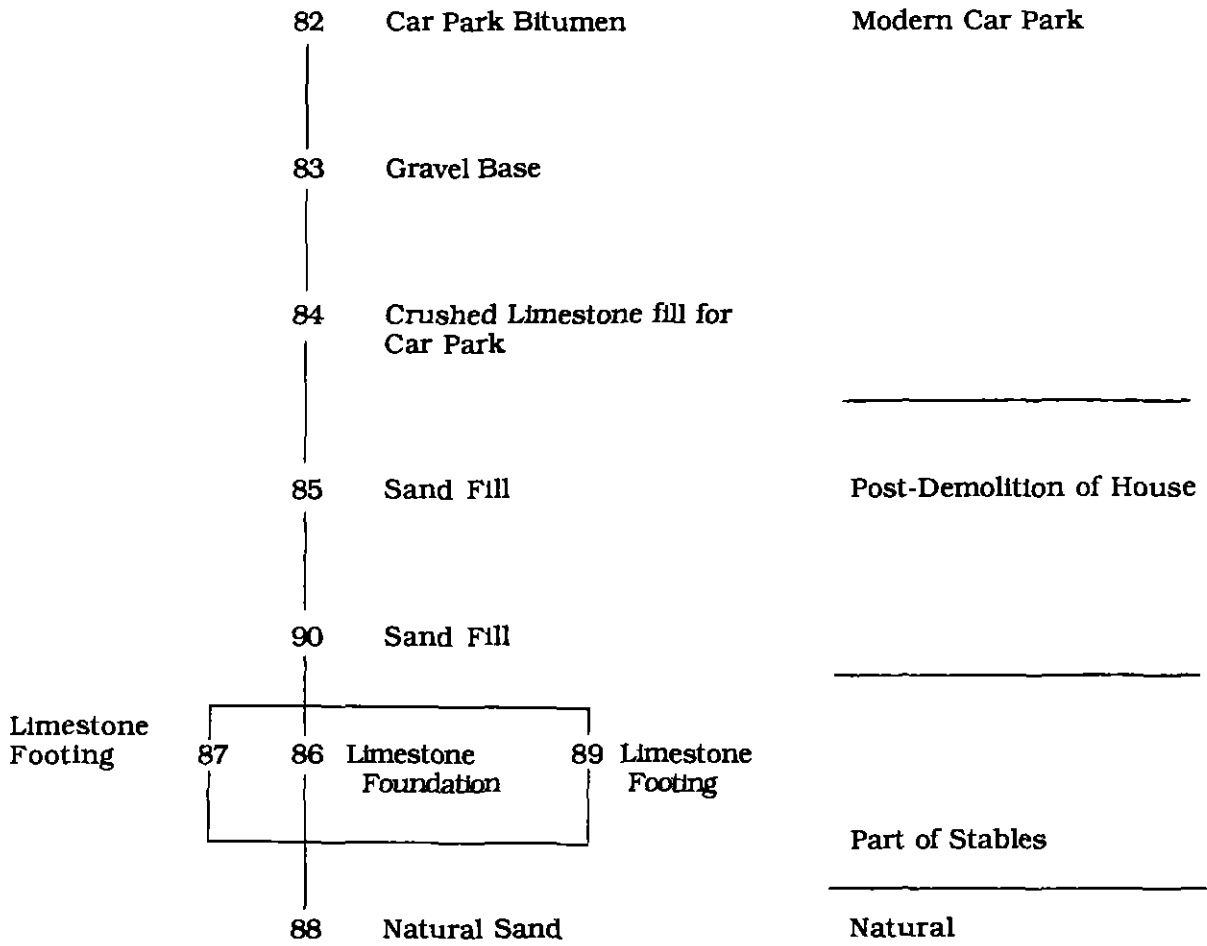 82 Car Park Bitumen Modern Car Park
83 Gravel Base
84 Crushed Limestone fill for
Car Park
85 Sand Fill Post-Demolition of House
90 Sand Fill
Limestone
Footing 87 86 Limestone
Foundation 89 Limestone
Footing
Part of Stables
88 Natural Sand Natural